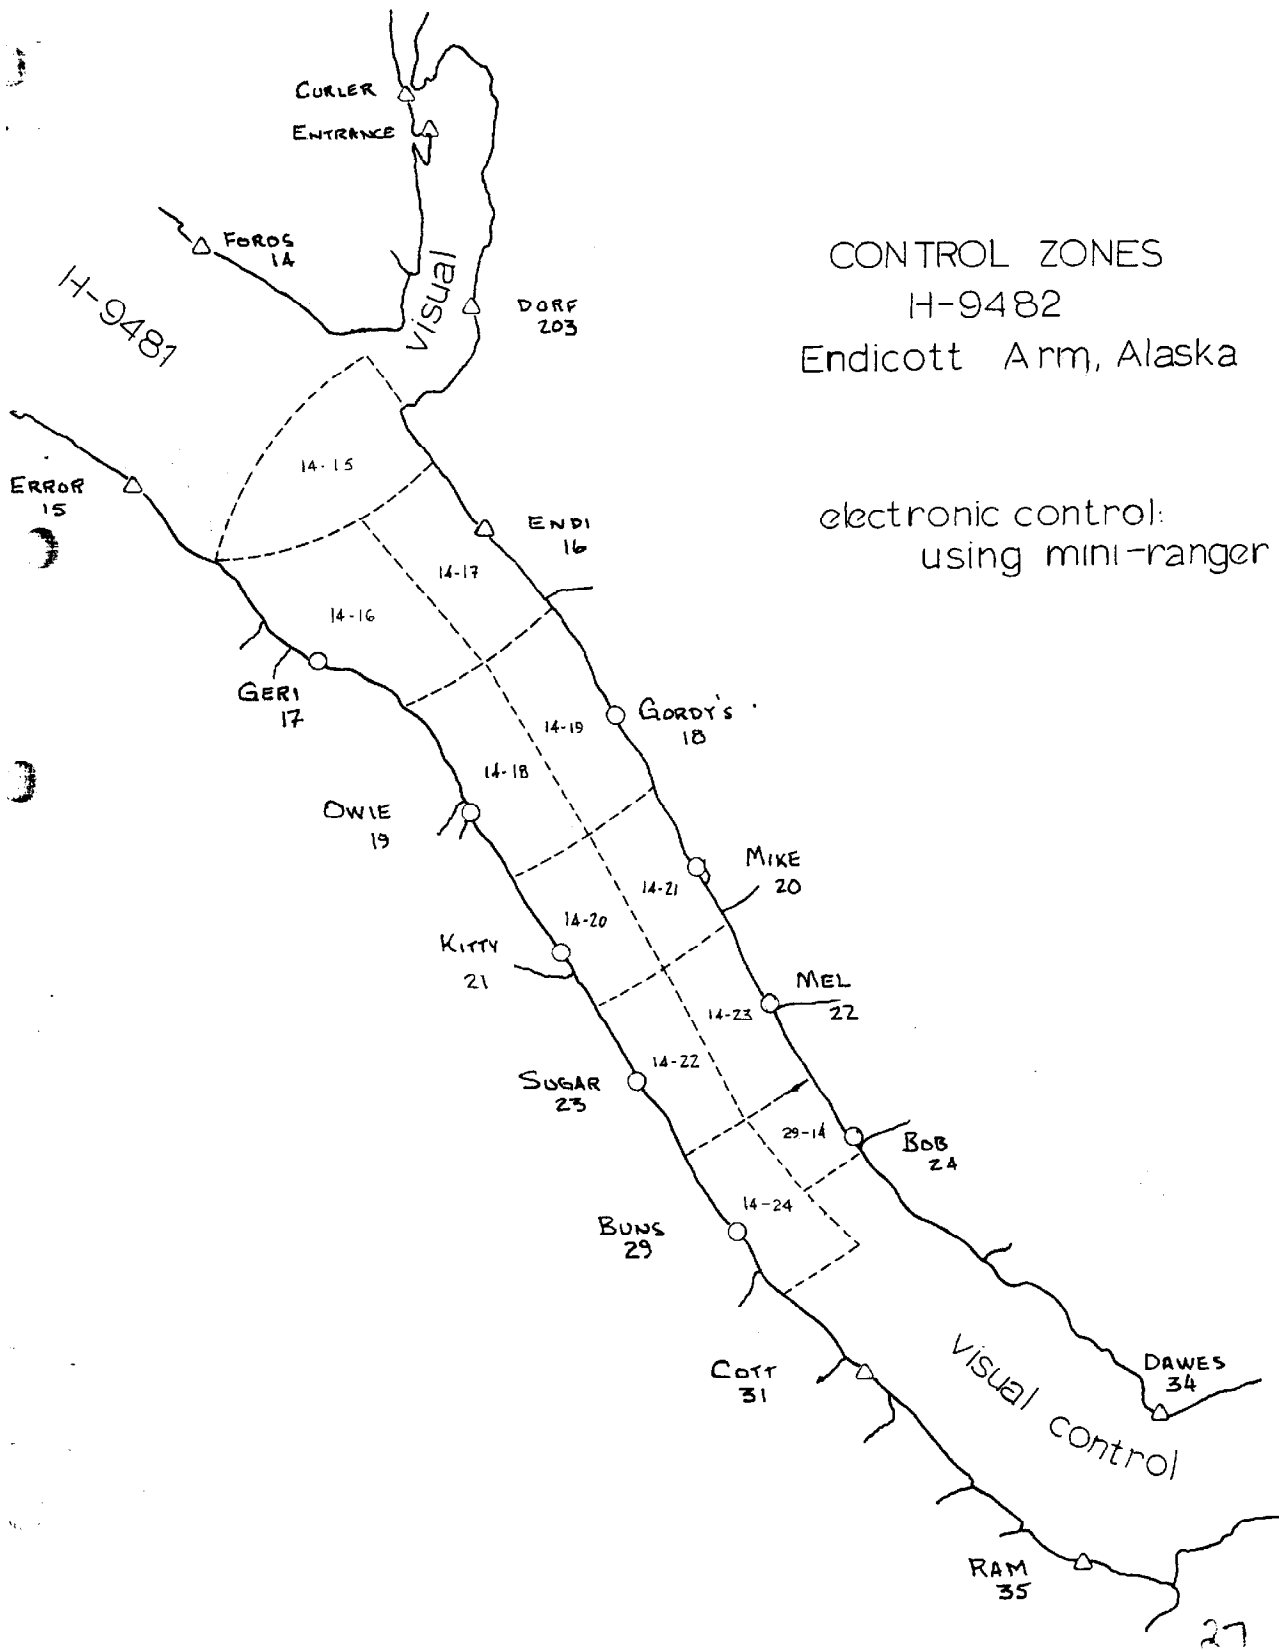 CURLER
ENTRANCE
FOROS
14
H-9481
visual
DORF
203
CONTROL ZONES
H-9482
Endicott Arm, Alaska
14-15
ERROR
15
ENDI
16
electronic control:
using mini-ranger
14-17
14-16
GERI
17
GORDY'S
18
14-19
14-18
OWIE
19
MIKE
20
14-21
14-20
KITTY
21
MEL
22
14-23
14-22
SUGAR
23
29-14
BOB
24
14-24
BUNS
29
visual control
COTT
31
DAWES
34
RAM
35
27